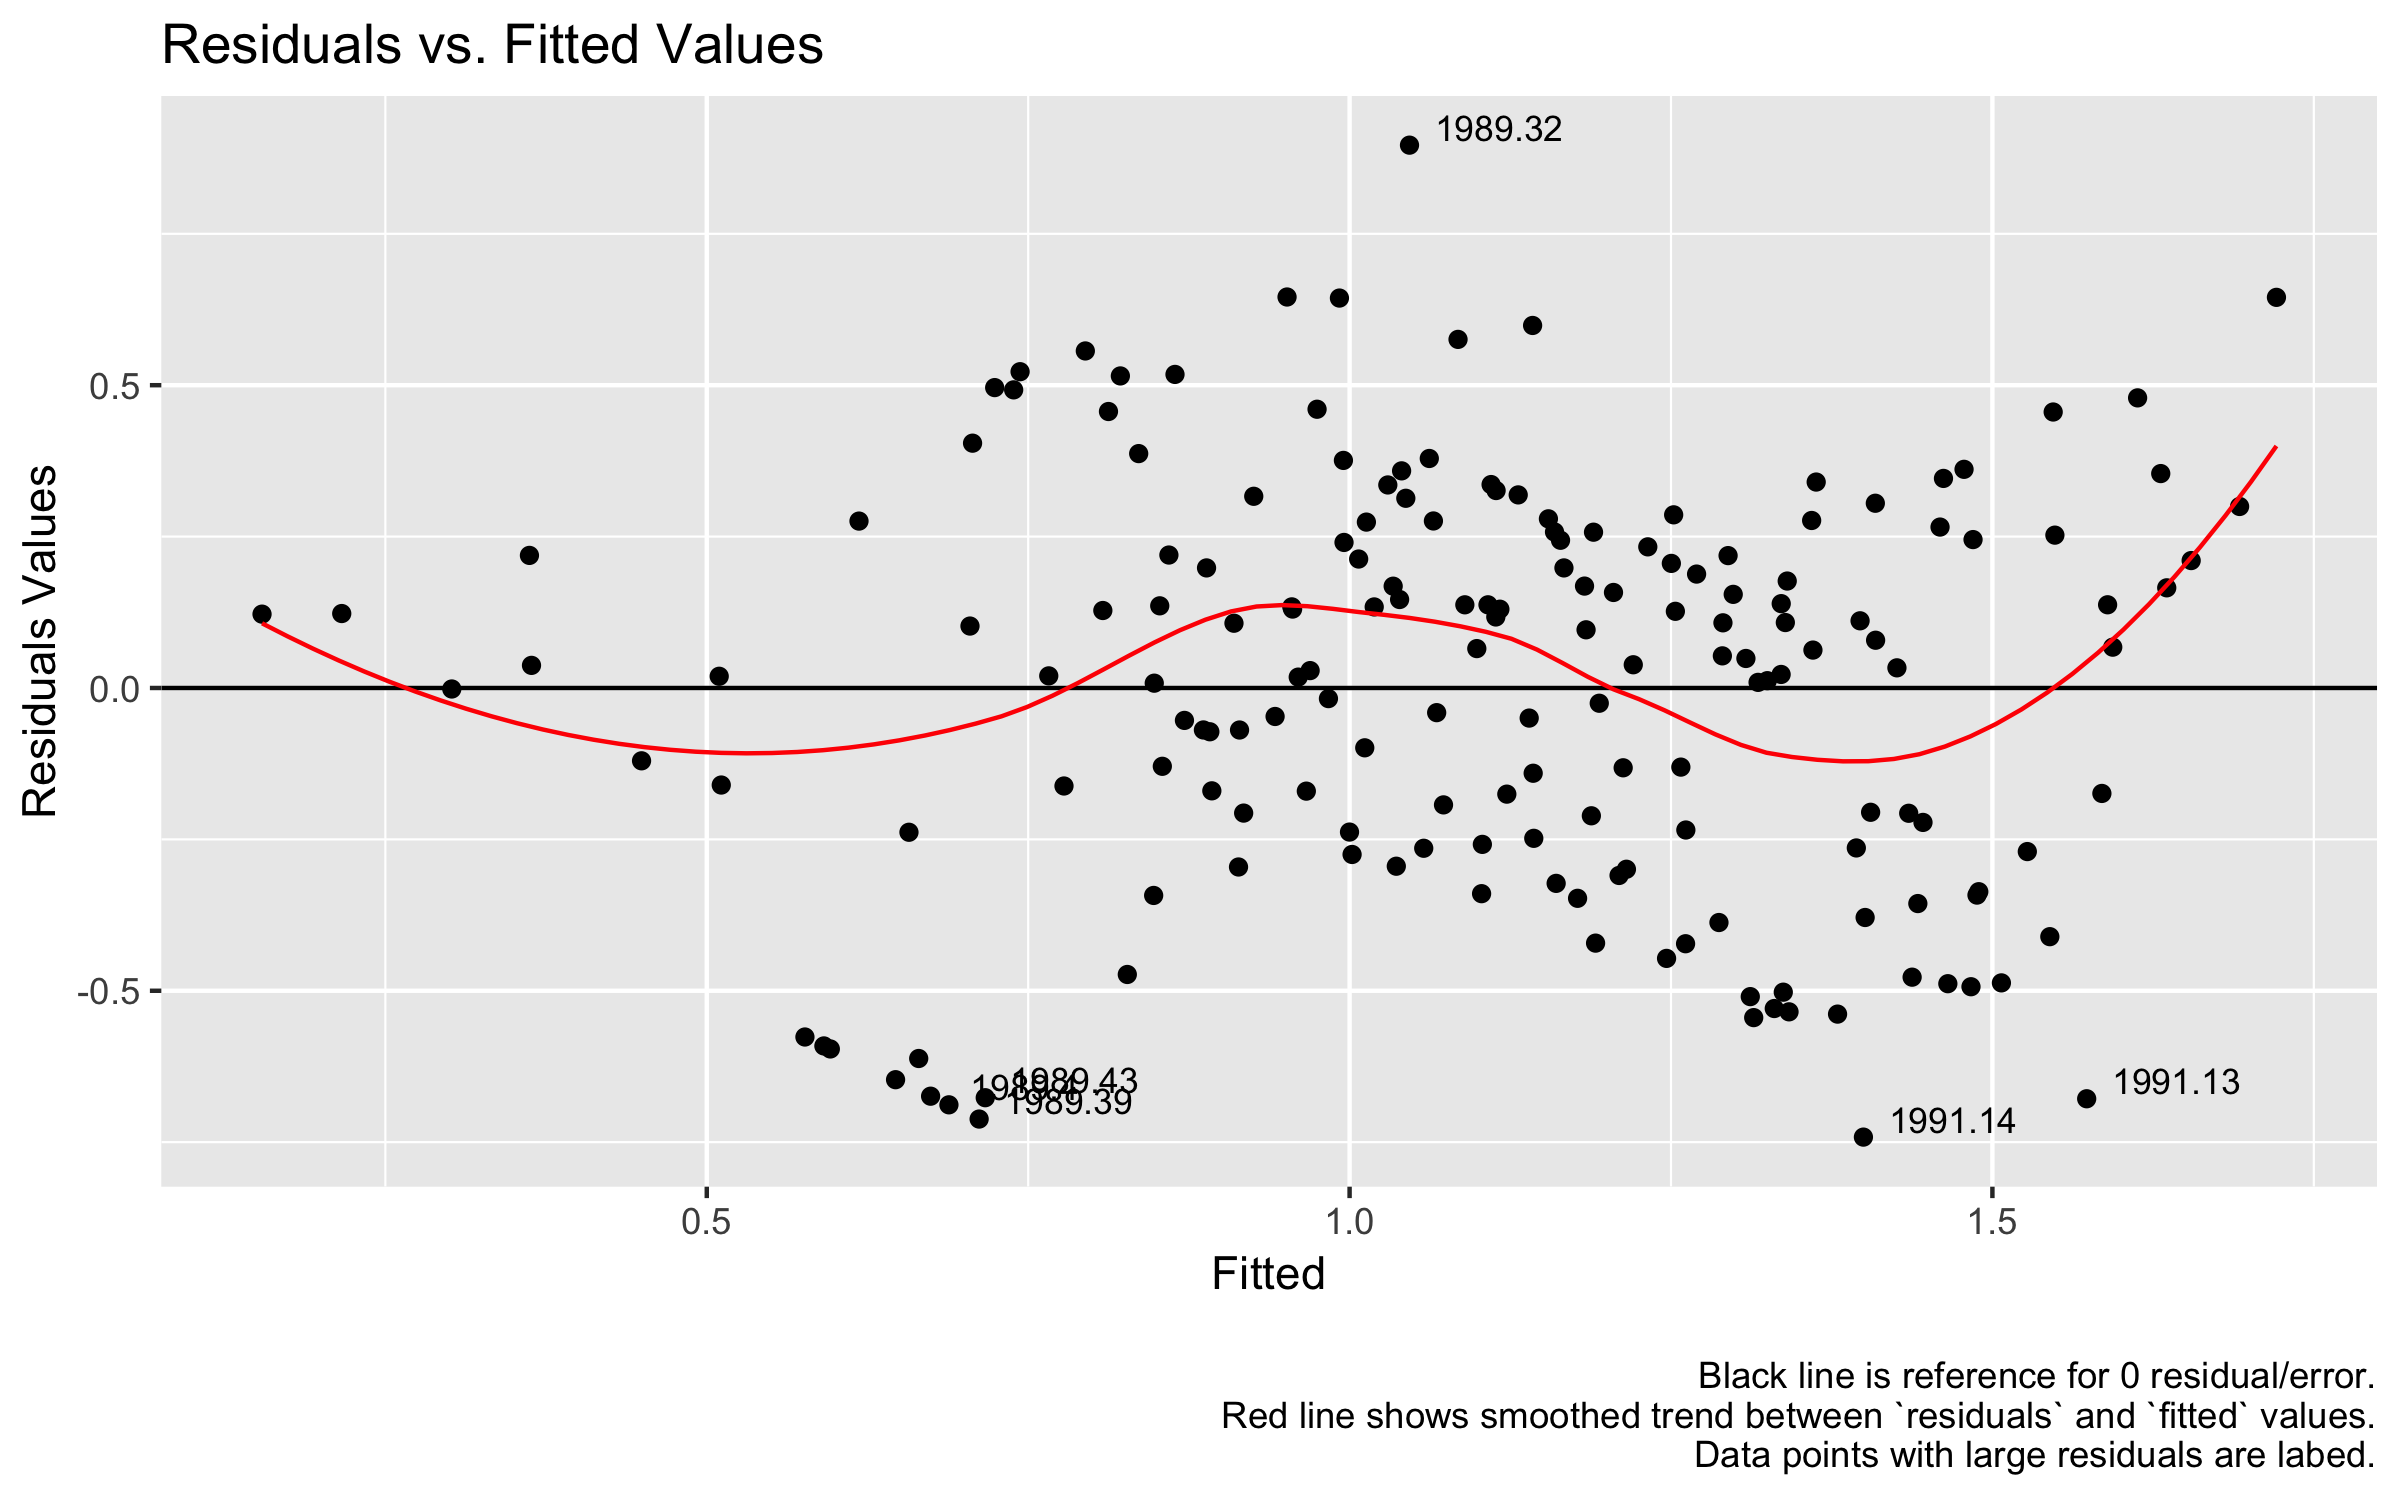 Residuals vs. Fitted Values
1989.32
0.5
0.0
-0.5
Residuals Values
1989.43
1989.39
1991.13
1991.14
0.5
1.0
1.5
Fitted
Black line is reference for 0 residual/error.
Red line shows smoothed trend between `residuals` and `fitted` values.
Data points with large residuals are labed.